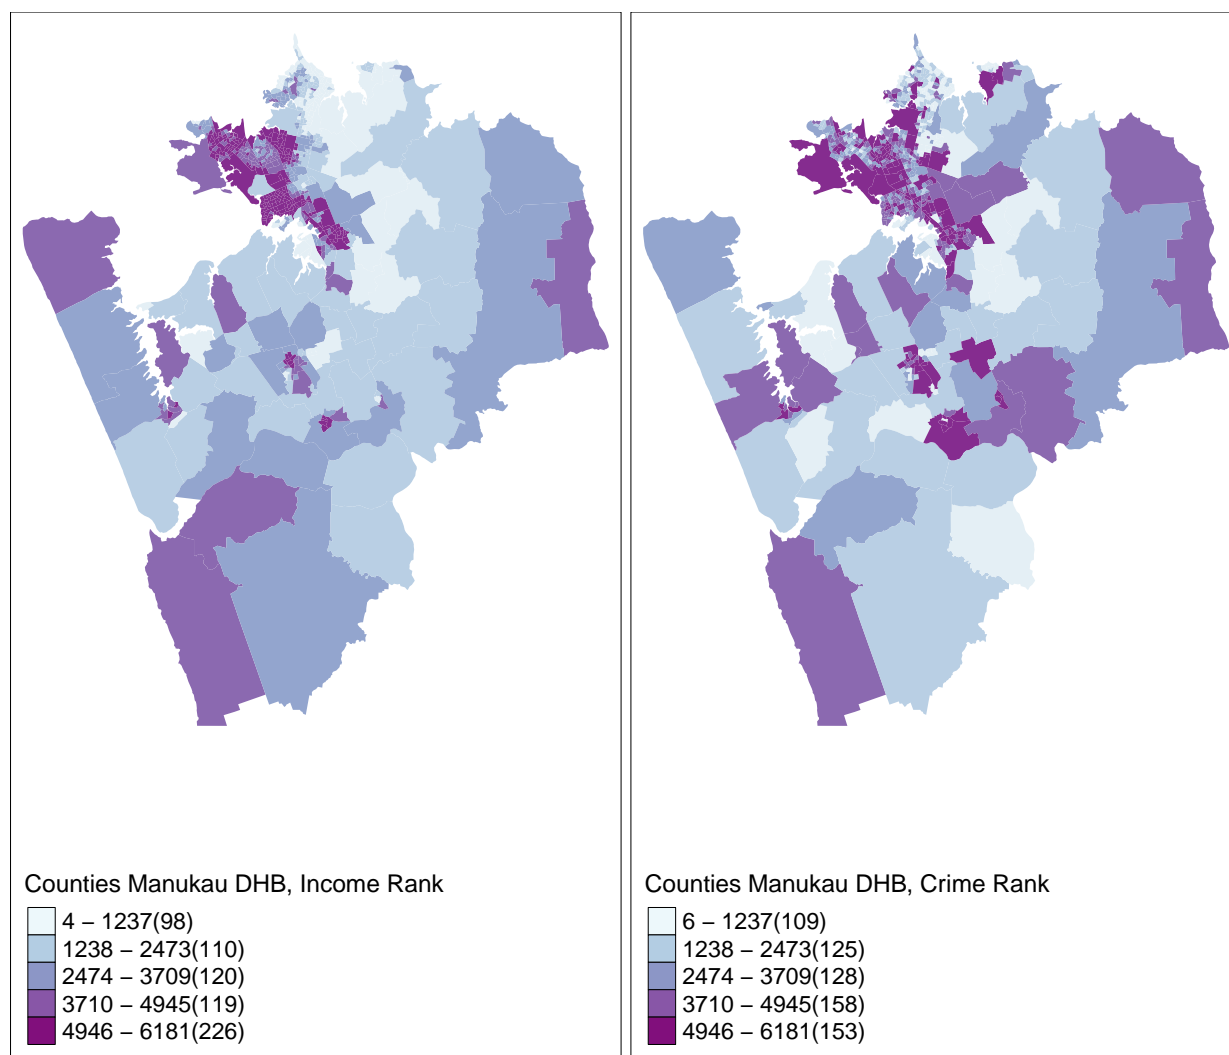 Counties Manukau DHB, Income Rank
4 – 1237(98)
1238 – 2473(110)
2474 – 3709(120)
3710 – 4945(119)
4946 – 6181(226)
Counties Manukau DHB, Crime Rank
6 – 1237(109)
1238 – 2473(125)
2474 – 3709(128)
3710 – 4945(158)
4946 – 6181(153)